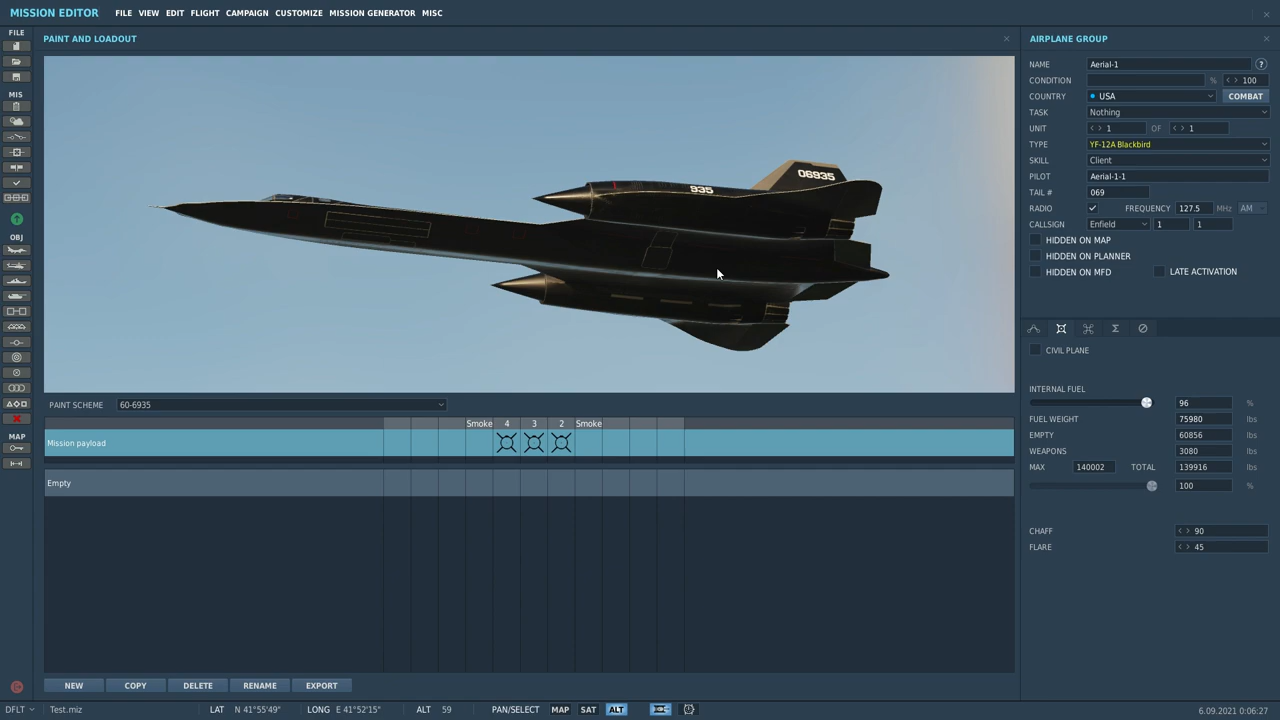 MISSION EDITOR FILE VIEW EDIT FLIGHT CAMPAIGN CUSTOMIZE MISSION GENERATOR MISC
FILE
MIS
OBJ
MAP
PAINT AND LOADOUT
935
06935
PAINT SCHEME 60-6935
Smoke 4 3 2 Smoke
Mission payload
Empty
NEW COPY DELETE RENAME EXPORT
AIRPLANE GROUP
NAME Aerial-1 ?
CONDITION % < > 100
COUNTRY USA COMBAT
TASK Nothing
UNIT < > 1 OF < > 1
TYPE YF-12A Blackbird
SKILL Client
PILOT Aerial-1-1
TAIL # 069
RADIO FREQUENCY 127.5 MHz AM
CALLSIGN Enfield 1 1
HIDDEN ON MAP
HIDDEN ON PLANNER
HIDDEN ON MFD LATE ACTIVATION
CIVIL PLANE
INTERNAL FUEL
96 %
FUEL WEIGHT 75980 lbs
EMPTY 60856 lbs
WEAPONS 3080 lbs
MAX 140002 TOTAL 139916 lbs
100 %
CHAFF < > 90
FLARE < > 45
DFLT Test.miz LAT N 41°55'49" LONG E 41°52'15" ALT 59 PAN/SELECT MAP SAT ALT 6.09.2021 0:06:27